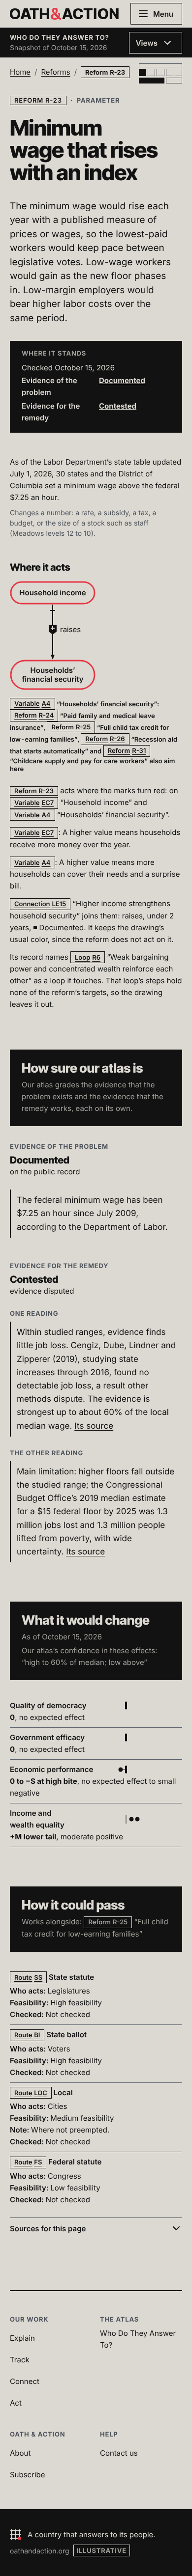 OATH&ACTION
Menu
WHO DO THEY ANSWER TO?
Snapshot of October 15, 2026
Views
Home / Reforms / Reform R-23
REFORM R-23 · PARAMETER
Minimum
wage that rises
with an index
The minimum wage would rise each
year with a published measure of
prices or wages, so the lowest-paid
workers' wages keep pace between
legislative votes. Low-wage workers
gain as long as the new floor phases
in. Low-margin employers would
bear higher labor costs over the
same period.
WHERE IT STANDS
Checked October 15, 2026
Evidence of the problem
Documented
Evidence for the remedy
Contested
As of the Labor Department's state table updated
July 1, 2026, 30 states and the District of
Columbia set a minimum wage above the federal
$7.25 an hour.
Changes a number: a rate, a subsidy, a tax, a
budget, or the size of a stock such as staff
(Meadows levels 12 to 10).
Where it acts
Household income
raises
Households'
financial security
Variable A4 "Households' financial security":
Reform R-24 "Paid family and medical leave
insurance", Reform R-25 "Full child tax credit for
low-earning families", Reform R-26 "Recession aid
that starts automatically" and Reform R-31
"Childcare supply and pay for care workers" also aim
here
Reform R-23 acts where the marks turn red: on
Variable EC7 "Household income" and
Variable A4 "Households' financial security".
Variable EC7: A higher value means households
receive more money over the year.
Variable A4: A higher value means more
households can cover their needs and a surprise
bill.
Connection LE15 "Higher income strengthens
household security" joins them: raises, under 2
years, ■ Documented. It keeps the drawing's
usual color, since the reform does not act on it.
Its record names Loop R6 "Weak bargaining
power and concentrated wealth reinforce each
other" as a loop it touches. That loop's steps hold
none of the reform's targets, so the drawing
leaves it out.
How sure our atlas is
Our atlas grades the evidence that the
problem exists and the evidence that the
remedy works, each on its own.
EVIDENCE OF THE PROBLEM
Documented
on the public record
The federal minimum wage has been
$7.25 an hour since July 2009,
according to the Department of Labor.
EVIDENCE FOR THE REMEDY
Contested
evidence disputed
ONE READING
Within studied ranges, evidence finds
little job loss. Cengiz, Dube, Lindner and
Zipperer (2019), studying state
increases through 2016, found no
detectable job loss, a result other
methods dispute. The evidence is
strongest up to about 60% of the local
median wage. Its source
THE OTHER READING
Main limitation: higher floors fall outside
the studied range; the Congressional
Budget Office's 2019 median estimate
for a $15 federal floor by 2025 was 1.3
million jobs lost and 1.3 million people
lifted from poverty, with wide
uncertainty. Its source
What it would change
As of October 15, 2026
Our atlas's confidence in these effects:
"high to 60% of median; low above"
Quality of democracy
0, no expected effect
Government efficacy
0, no expected effect
Economic performance
0 to −S at high bite, no expected effect to small
negative
Income and
wealth equality
+M lower tail, moderate positive
How it could pass
Works alongside: Reform R-25 "Full child
tax credit for low-earning families"
Route SS State statute
Who acts: Legislatures
Feasibility: High feasibility
Checked: Not checked
Route BI State ballot
Who acts: Voters
Feasibility: High feasibility
Checked: Not checked
Route LOC Local
Who acts: Cities
Feasibility: Medium feasibility
Note: Where not preempted.
Checked: Not checked
Route FS Federal statute
Who acts: Congress
Feasibility: Low feasibility
Checked: Not checked
Sources for this page
OUR WORK
Explain
Track
Connect
Act
THE ATLAS
Who Do They Answer
To?
OATH & ACTION
About
Subscribe
HELP
Contact us
A country that answers to its people.
oathandaction.org ILLUSTRATIVE